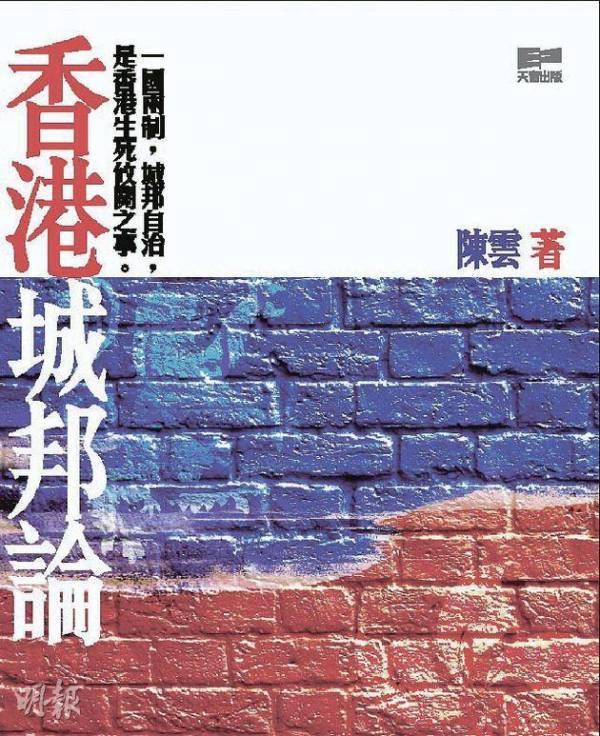 香港城邦論
一國兩制，城邦自治，
是香港生死攸關之事。
天窗出版
陳雲 著
明報